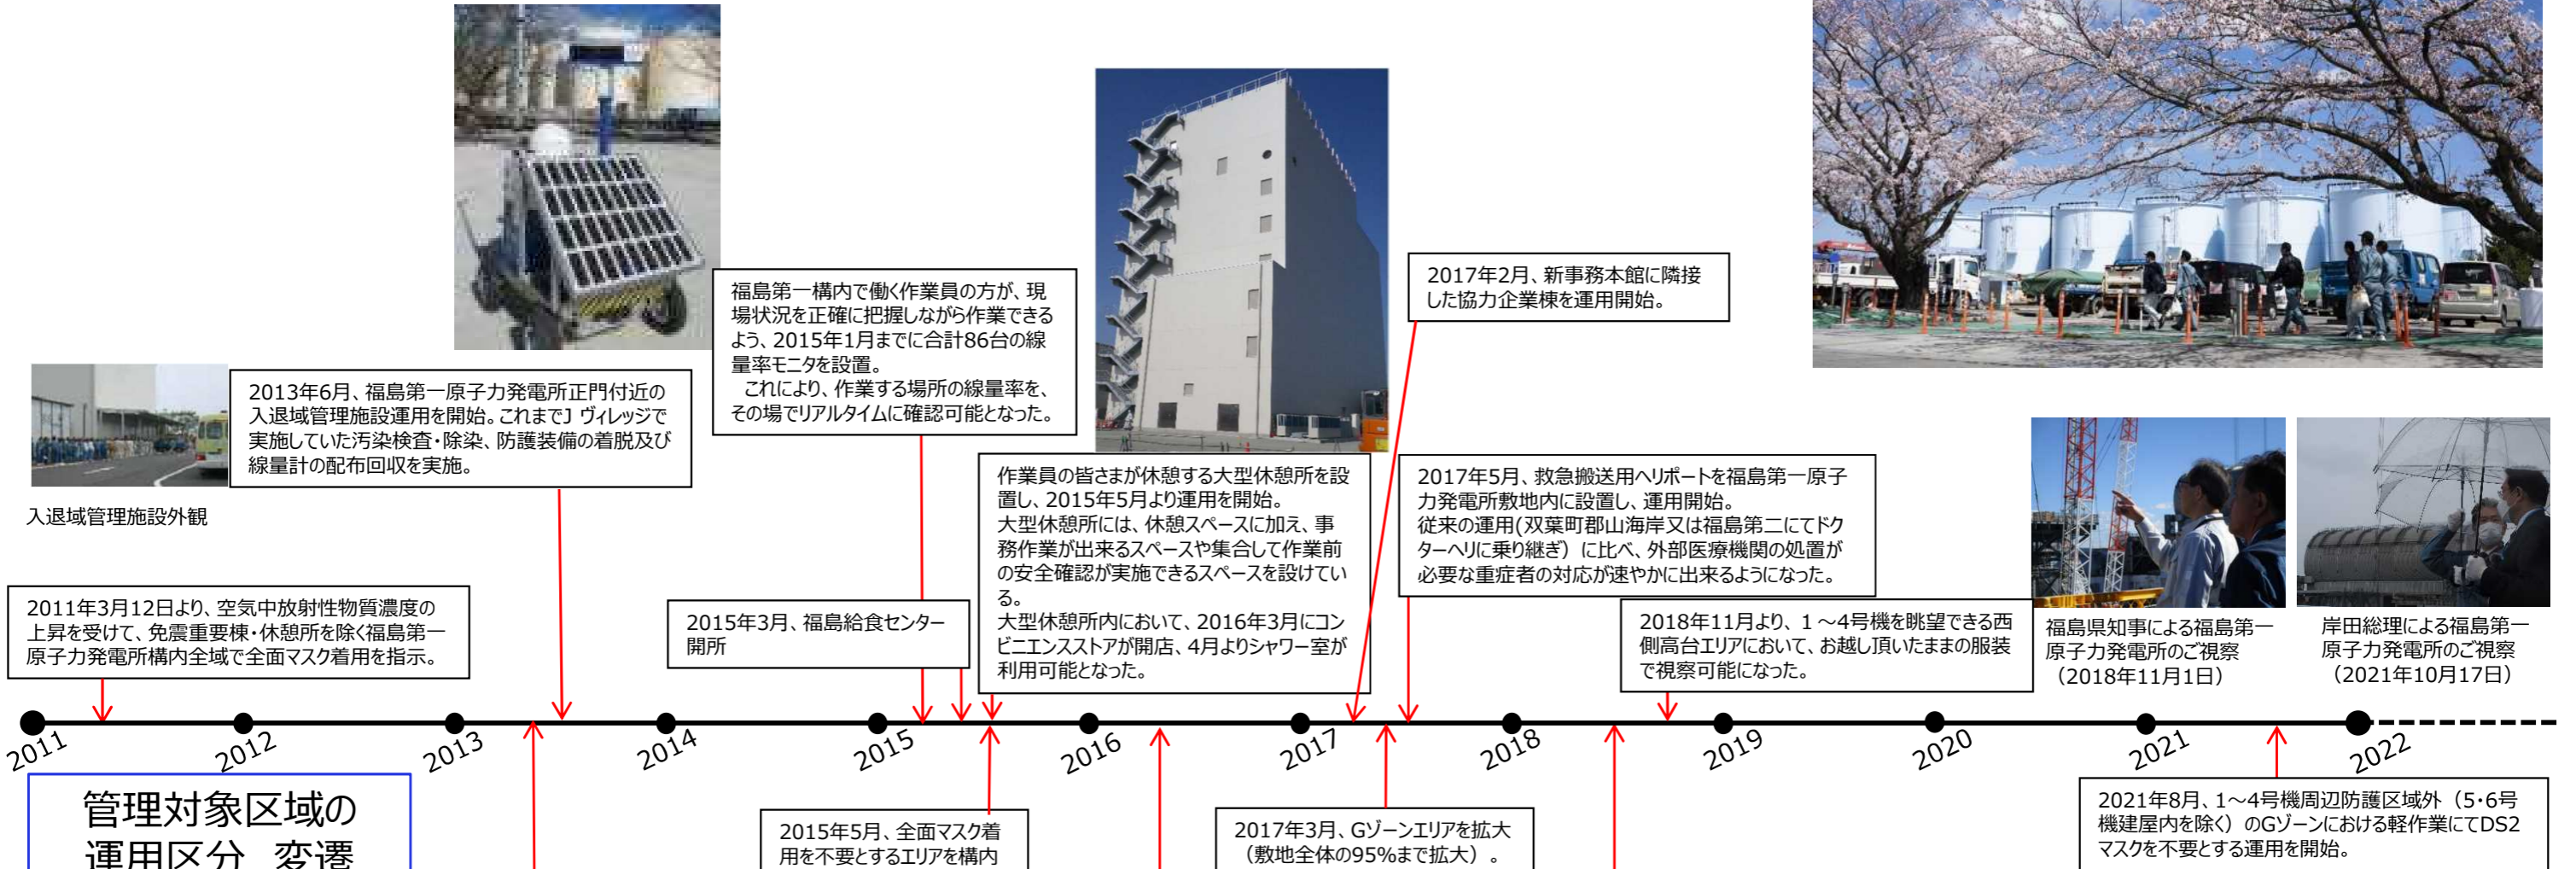 福島第一構内で働く作業員の方が、現
場状況を正確に把握しながら作業できる
よう、2015年1月までに合計86台の線
量率モニタを設置。
これにより、作業する場所の線量率を、
その場でリアルタイムに確認可能となった。
2017年2月、新事務本館に隣接
した協力企業棟を運用開始。
2013年6月、福島第一原子力発電所正門付近の
入退域管理施設運用を開始。これまでJ ヴィレッジで
実施していた汚染検査・除染、防護装備の着脱及び
線量計の配布回収を実施。
入退域管理施設外観
作業員の皆さまが休憩する大型休憩所を設
置し、2015年5月より運用を開始。
大型休憩所には、休憩スペースに加え、事
務作業が出来るスペースや集合して作業前
の安全確認が実施できるスペースを設けてい
る。
大型休憩所内において、2016年3月にコン
ビニエンスストアが開店、4月よりシャワー室が
利用可能となった。
2017年5月、救急搬送用ヘリポートを福島第一原子
力発電所敷地内に設置し、運用開始。
従来の運用(双葉町郡山海岸又は福島第二にてドク
ターヘリに乗り継ぎ）に比べ、外部医療機関の処置が
必要な重症者の対応が速やかに出来るようになった。
2011年3月12日より、空気中放射性物質濃度の
上昇を受けて、免震重要棟・休憩所を除く福島第一
原子力発電所構内全域で全面マスク着用を指示。
2015年3月、福島給食センター
開所
2018年11月より、１～4号機を眺望できる西
側高台エリアにおいて、お越し頂いたままの服装
で視察可能になった。
福島県知事による福島第一
原子力発電所のご視察
（2018年11月1日）
岸田総理による福島第一
原子力発電所のご視察
（2021年10月17日）
2011
2012
2013
2014
2015
2016
2017
2018
2019
2020
2021
2022
管理対象区域の
運用区分 変遷
2015年5月、全面マスク着
用を不要とするエリアを構内
2017年3月、Gゾーンエリアを拡大
（敷地全体の95%まで拡大）。
2021年8月、1～4号機周辺防護区域外（5・6号
機建屋内を除く）のGゾーンにおける軽作業にてDS2
マスクを不要とする運用を開始。